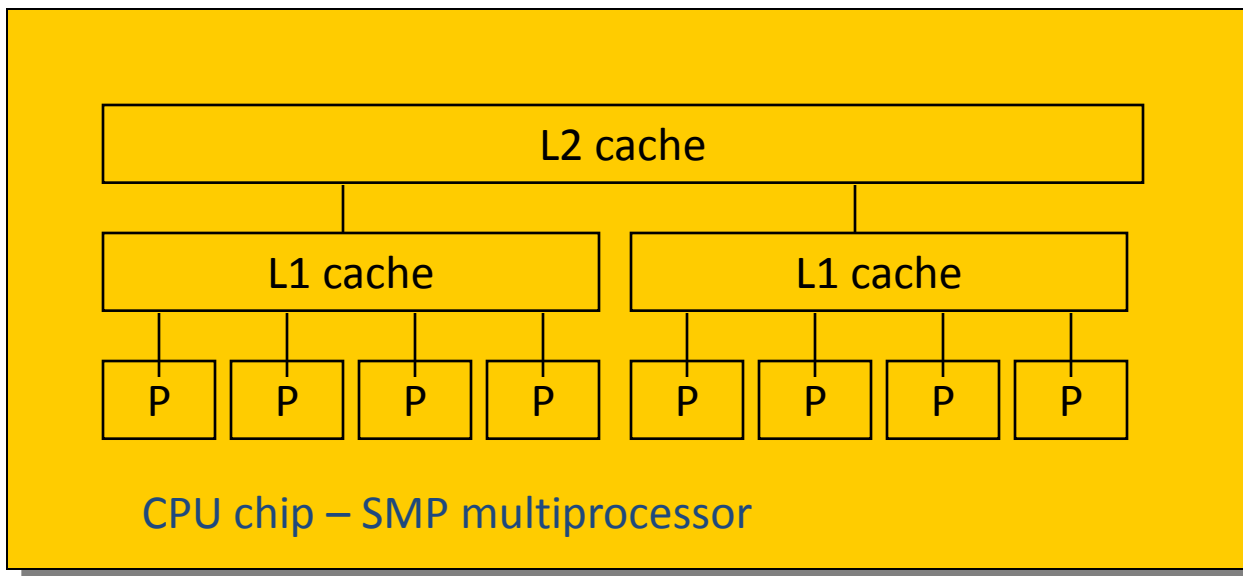 L2 cache
L1 cache L1 cache
P P P P P P P P
CPU chip – SMP multiprocessor